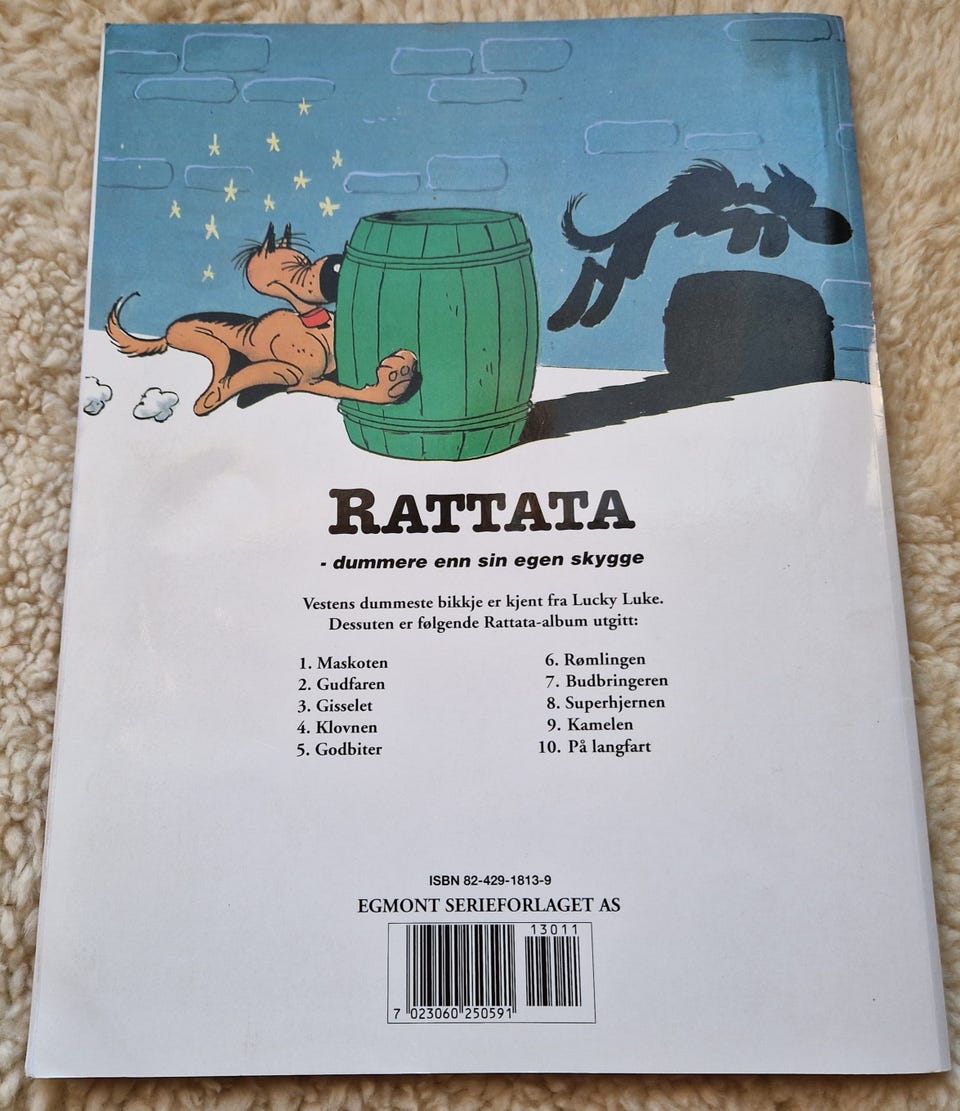 RATTATA
- dummere enn sin egen skygge
Vestens dummeste bikkje er kjent fra Lucky Luke.
Dessuten er følgende Rattata-album utgitt:
1. Maskoten
2. Gudfaren
3. Gisselet
4. Klovnen
5. Godbiter
6. Rømlingen
7. Budbringeren
8. Superhjernen
9. Kamelen
10. På langfart
ISBN 82-429-1813-9
EGMONT SERIEFORLAGET AS
13011
7 023060 250591